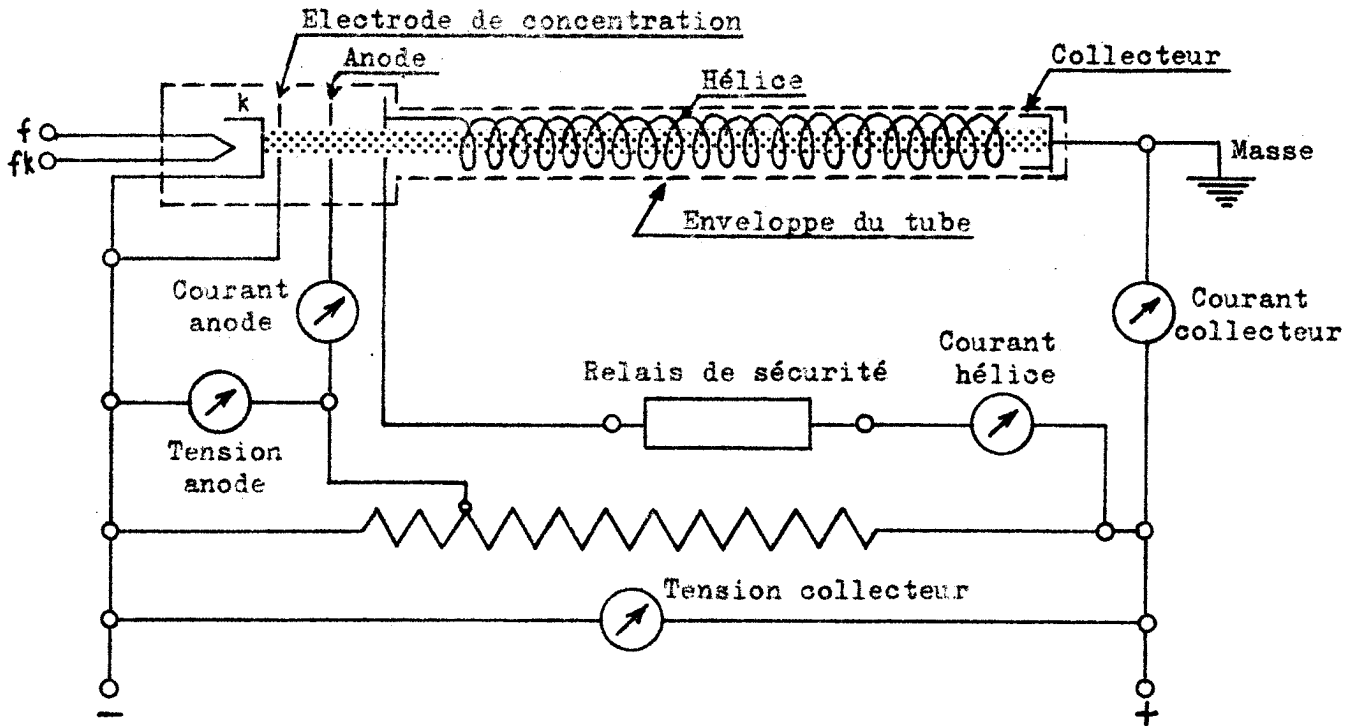 Electrode de concentration
Anode
Collecteur
Hélice
k
f
fk
Masse
Enveloppe du tube
Courant
anode
Courant
collecteur
Courant
hélice
Relais de sécurité
Tension
anode
Tension collecteur
−
+